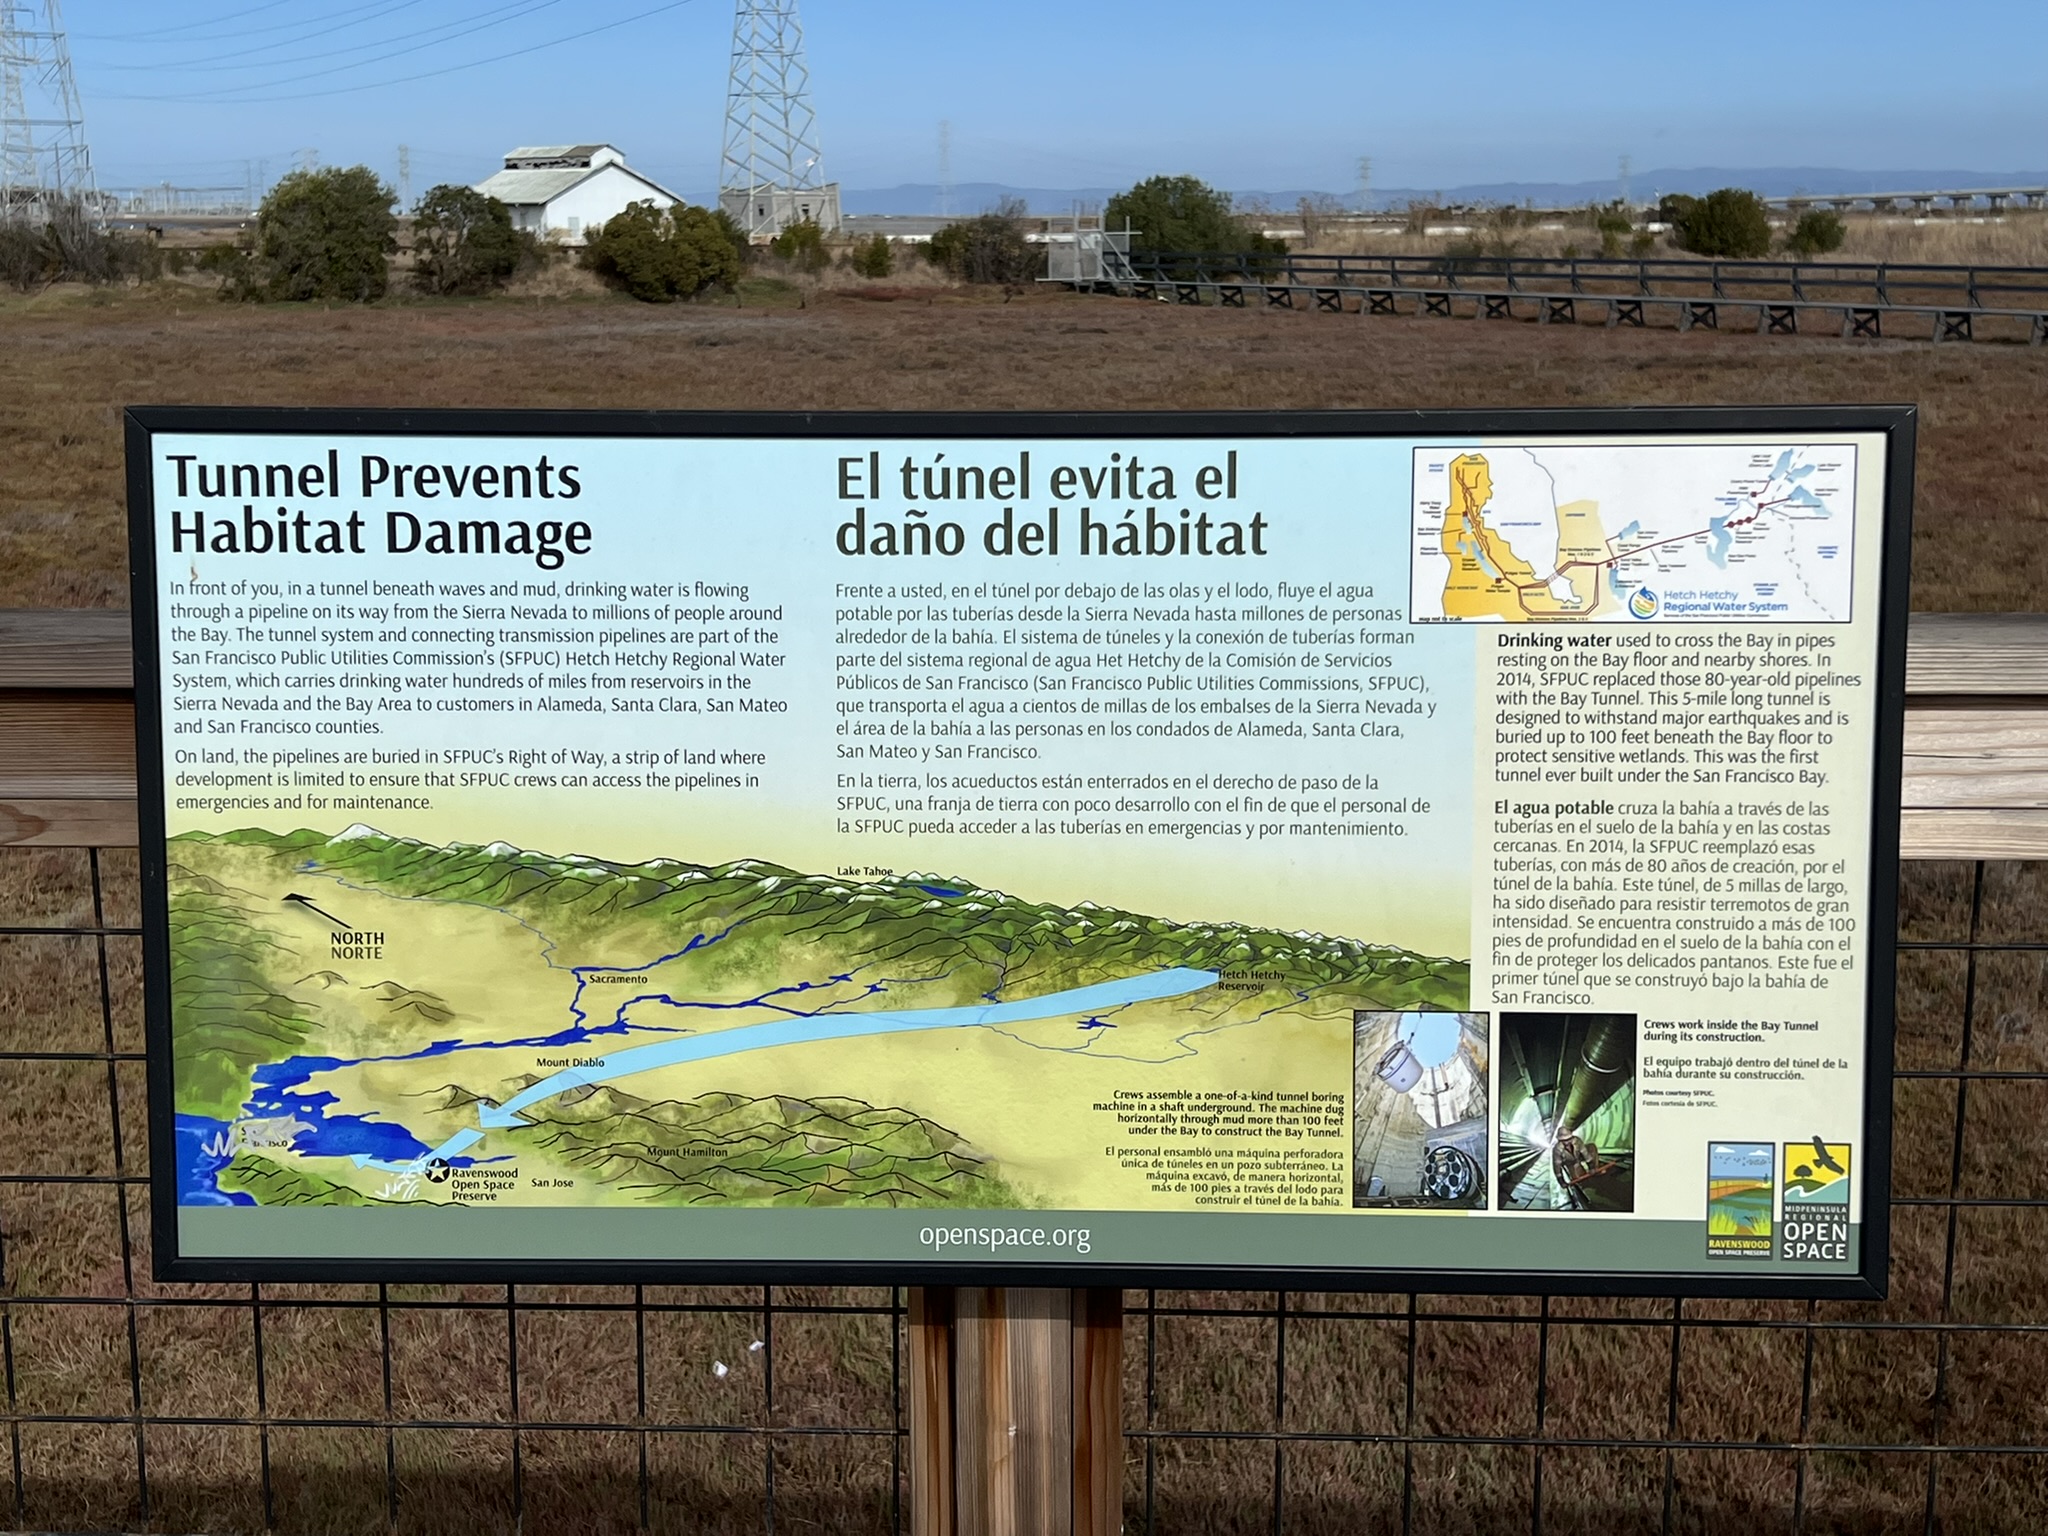 Tunnel Prevents
Habitat Damage
In front of you, in a tunnel beneath waves and mud, drinking water is flowing
through a pipeline on its way from the Sierra Nevada to millions of people around
the Bay. The tunnel system and connecting transmission pipelines are part of the
San Francisco Public Utilities Commission's (SFPUC) Hetch Hetchy Regional Water
System, which carries drinking water hundreds of miles from reservoirs in the
Sierra Nevada and the Bay Area to customers in Alameda, Santa Clara, San Mateo
and San Francisco counties.
On land, the pipelines are buried in SFPUC's Right of Way, a strip of land where
development is limited to ensure that SFPUC crews can access the pipelines in
emergencies and for maintenance.
El túnel evita el
daño del hábitat
Frente a usted, en el túnel por debajo de las olas y el lodo, fluye el agua
potable por las tuberías desde la Sierra Nevada hasta millones de personas
alrededor de la bahía. El sistema de túneles y la conexión de tuberías forman
parte del sistema regional de agua Het Hetchy de la Comisión de Servicios
Públicos de San Francisco (San Francisco Public Utilities Commissions, SFPUC),
que transporta el agua a cientos de millas de los embalses de la Sierra Nevada y
el área de la bahía a las personas en los condados de Alameda, Santa Clara,
San Mateo y San Francisco.
En la tierra, los acueductos están enterrados en el derecho de paso de la
SFPUC, una franja de tierra con poco desarrollo con el fin de que el personal de
la SFPUC pueda acceder a las tuberías en emergencias y por mantenimiento.
Hetch Hetchy
Regional Water System
map not to scale
Drinking water used to cross the Bay in pipes
resting on the Bay floor and nearby shores. In
2014, SFPUC replaced those 80-year-old pipelines
with the Bay Tunnel. This 5-mile long tunnel is
designed to withstand major earthquakes and is
buried up to 100 feet beneath the Bay floor to
protect sensitive wetlands. This was the first
tunnel ever built under the San Francisco Bay.
El agua potable cruza la bahía a través de las
tuberías en el suelo de la bahía y en las costas
cercanas. En 2014, la SFPUC reemplazó esas
tuberías, con más de 80 años de creación, por el
túnel de la bahía. Este túnel, de 5 millas de largo,
ha sido diseñado para resistir terremotos de gran
intensidad. Se encuentra construido a más de 100
pies de profundidad en el suelo de la bahía con el
fin de proteger los delicados pantanos. Este fue el
primer túnel que se construyó bajo la bahía de
San Francisco.
Lake Tahoe
NORTH
NORTE
Sacramento
Hetch Hetchy
Reservoir
Mount Diablo
Mount Hamilton
Ravenswood
Open Space
Preserve
San Jose
Crews assemble a one-of-a-kind tunnel boring
machine in a shaft underground. The machine dug
horizontally through mud more than 100 feet
under the Bay to construct the Bay Tunnel.
El personal ensambló una máquina perforadora
única de túneles en un pozo subterráneo. La
máquina excavó, de manera horizontal,
más de 100 pies a través del lodo para
construir el túnel de la bahía.
Crews work inside the Bay Tunnel
during its construction.
El equipo trabajó dentro del túnel de la
bahía durante su construcción.
Photos courtesy SFPUC.
Fotos cortesía de SFPUC.
RAVENSWOOD
OPEN SPACE PRESERVE
MIDPENINSULA
REGIONAL
OPEN
SPACE
openspace.org